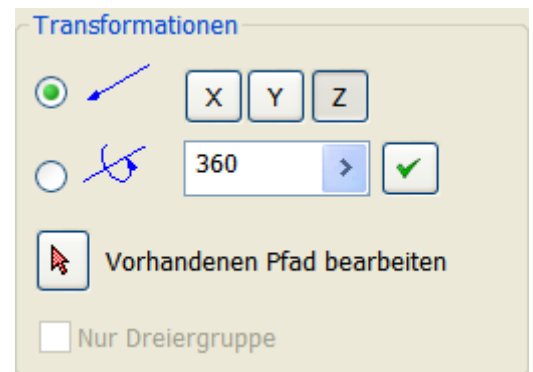 Transformationen
X Y Z
360
Vorhandenen Pfad bearbeiten
Nur Dreiergruppe